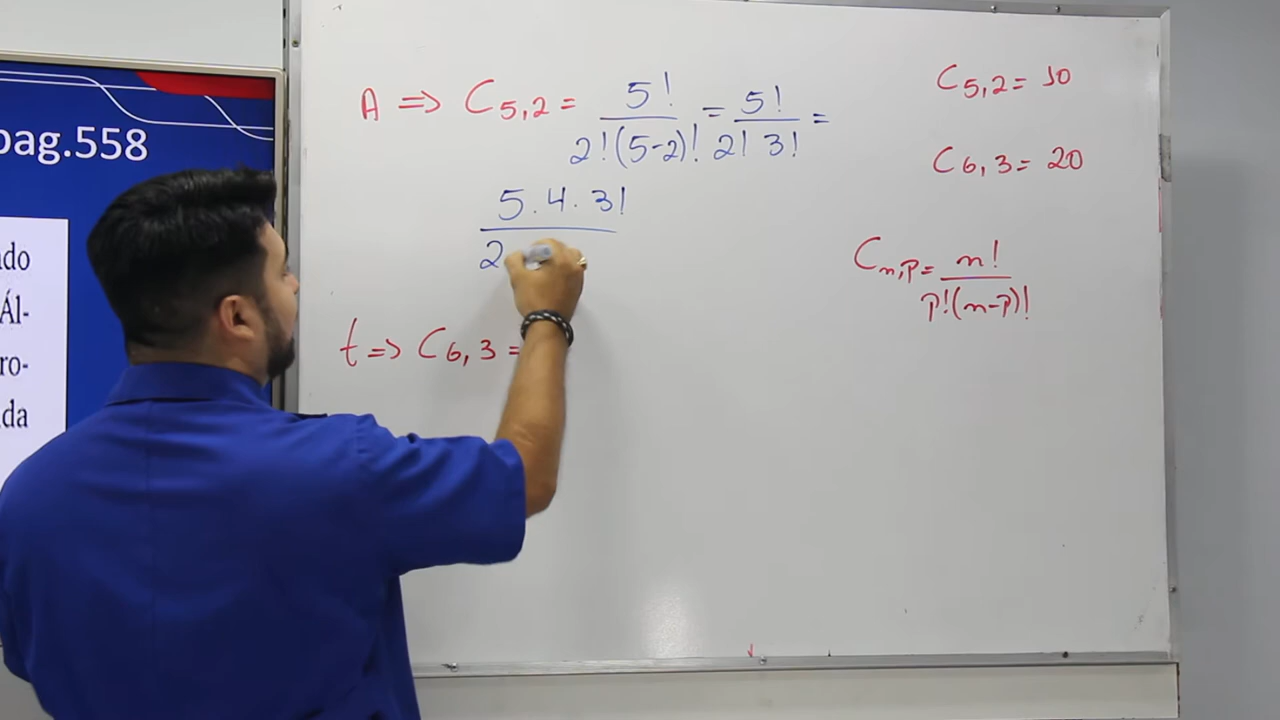 pag.558
do
Ál-
ro-
da
A => C5,2 = 5! / 2!(5-2)! = 5! / 2! 3! =
5.4.3!
2
t => C6,3 =
C5,2 = 10
C6,3 = 20
Cn,p = n! / p!(n-p)!